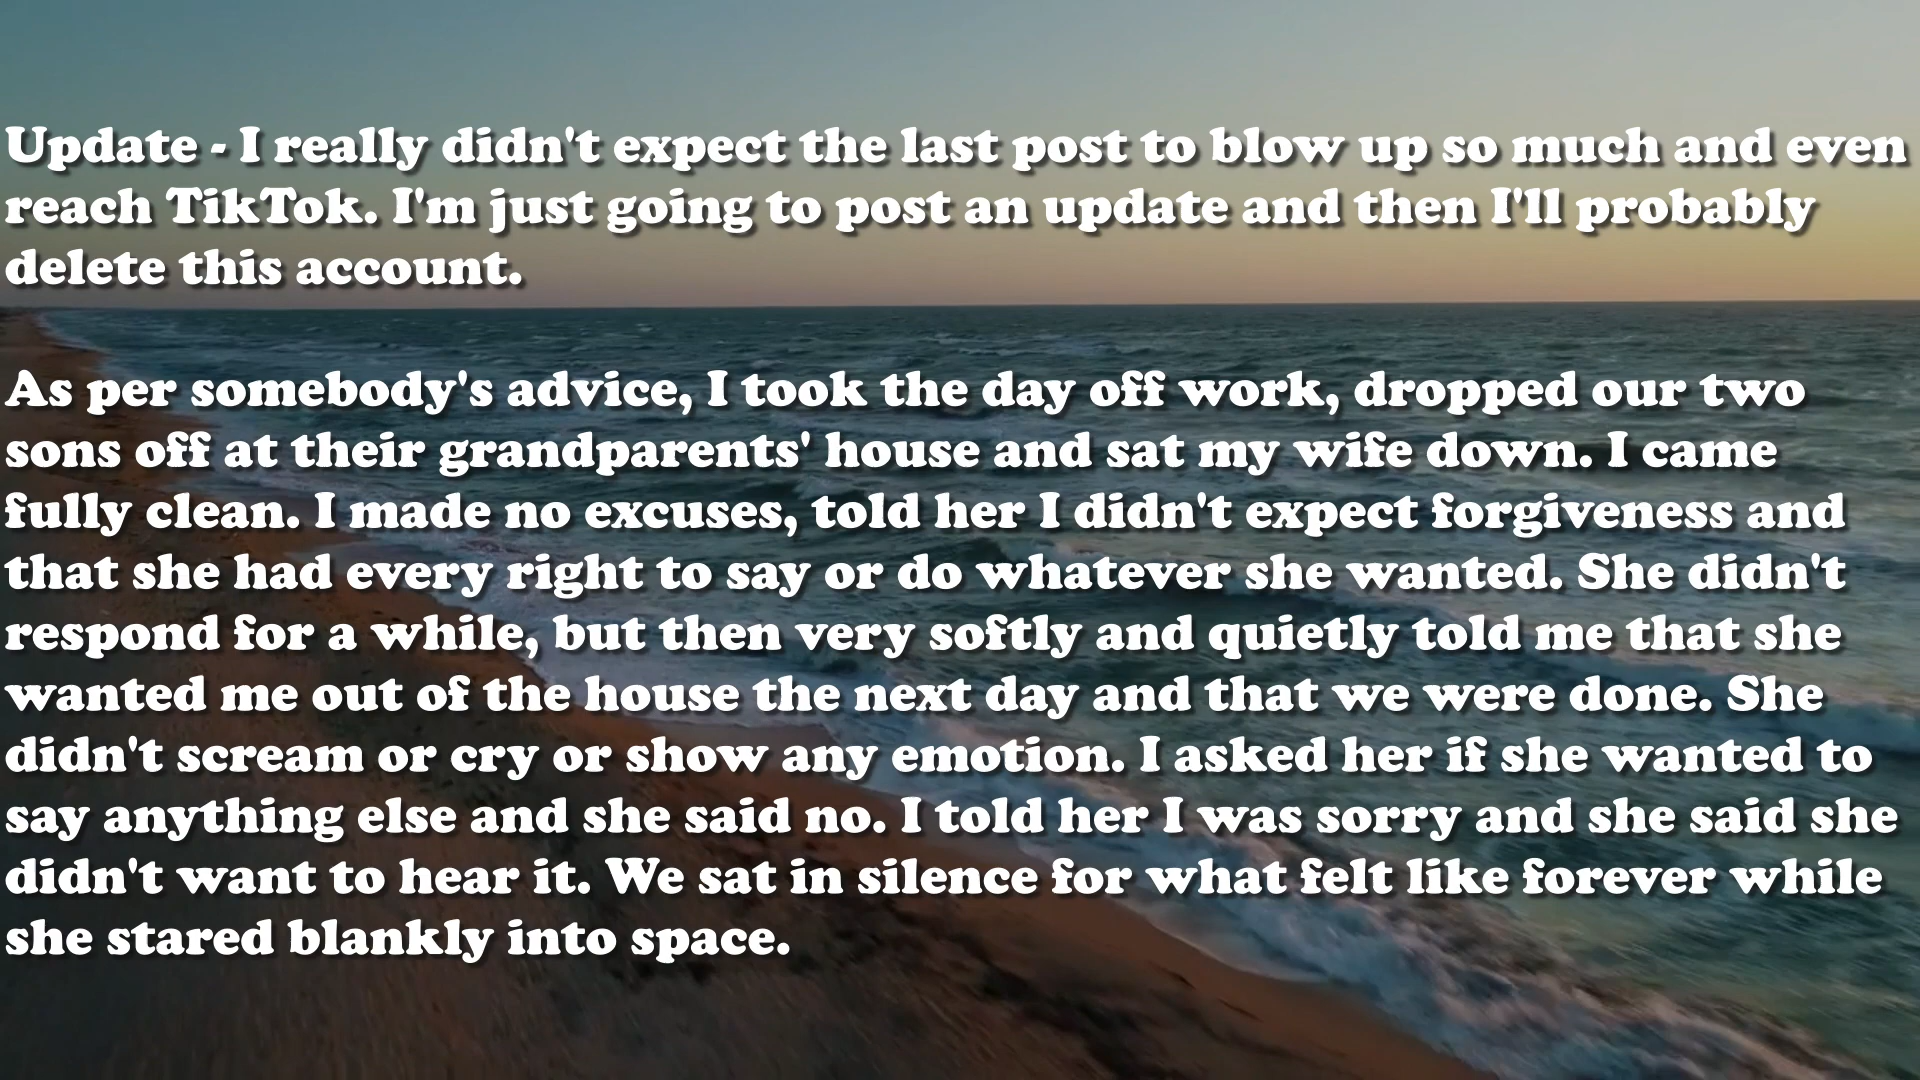 Update - I really didn't expect the last post to blow up so much and even
reach TikTok. I'm just going to post an update and then I'll probably
delete this account.
As per somebody's advice, I took the day off work, dropped our two
sons off at their grandparents' house and sat my wife down. I came
fully clean. I made no excuses, told her I didn't expect forgiveness and
that she had every right to say or do whatever she wanted. She didn't
respond for a while, but then very softly and quietly told me that she
wanted me out of the house the next day and that we were done. She
didn't scream or cry or show any emotion. I asked her if she wanted to
say anything else and she said no. I told her I was sorry and she said she
didn't want to hear it. We sat in silence for what felt like forever while
she stared blankly into space.